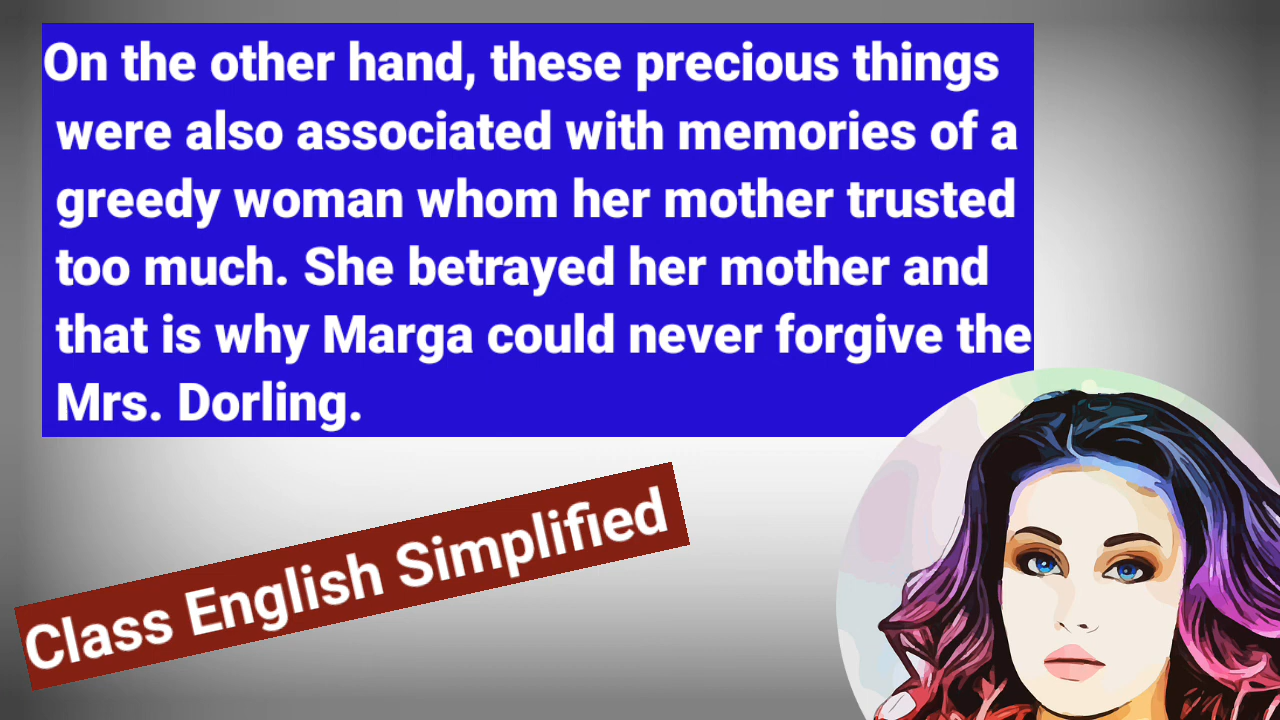 On the other hand, these precious things
were also associated with memories of a
greedy woman whom her mother trusted
too much. She betrayed her mother and
that is why Marga could never forgive the
Mrs. Dorling.
Class English Simplified